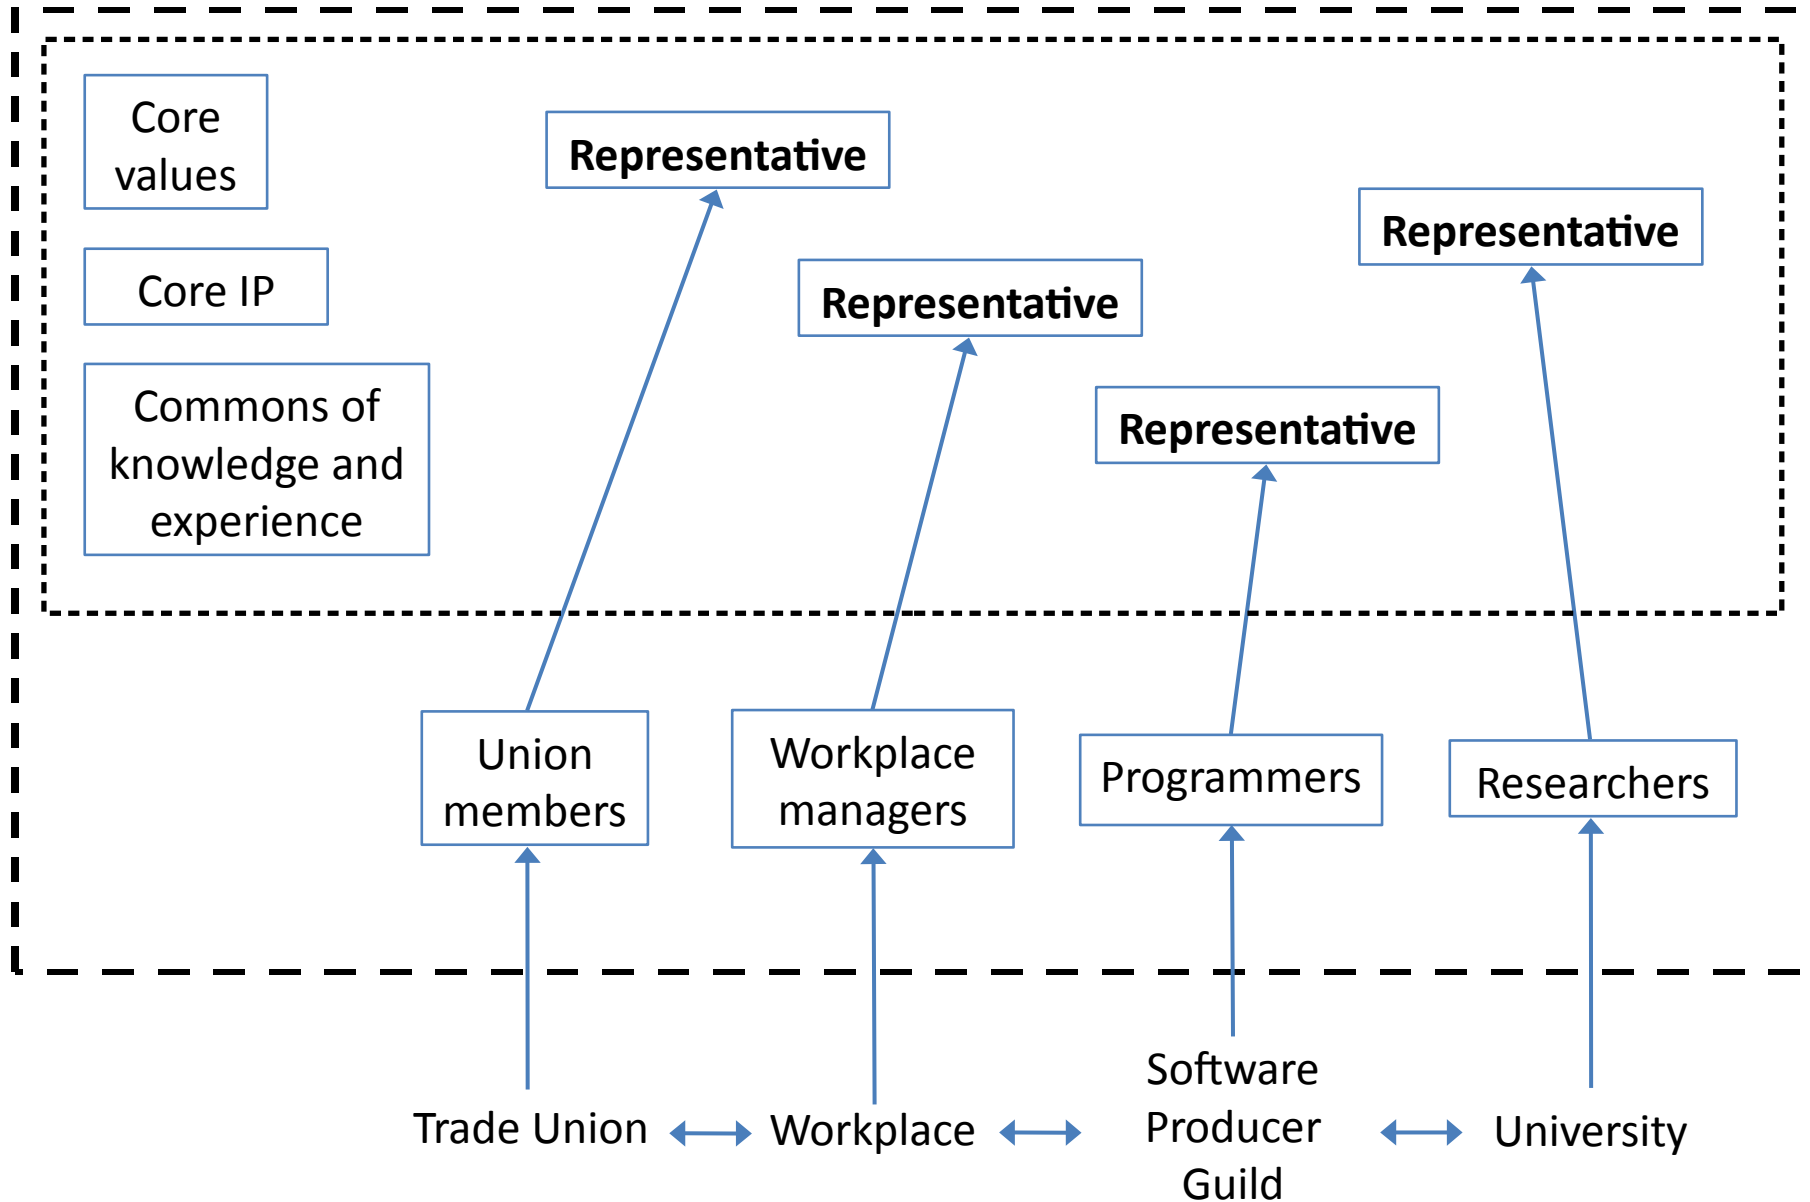 Core
values
Representative
Representative
Core IP
Representative
Commons of
knowledge and
experience
Representative
Union
members
Workplace
managers
Programmers
Researchers
Trade Union
Workplace
Software
Producer
Guild
University